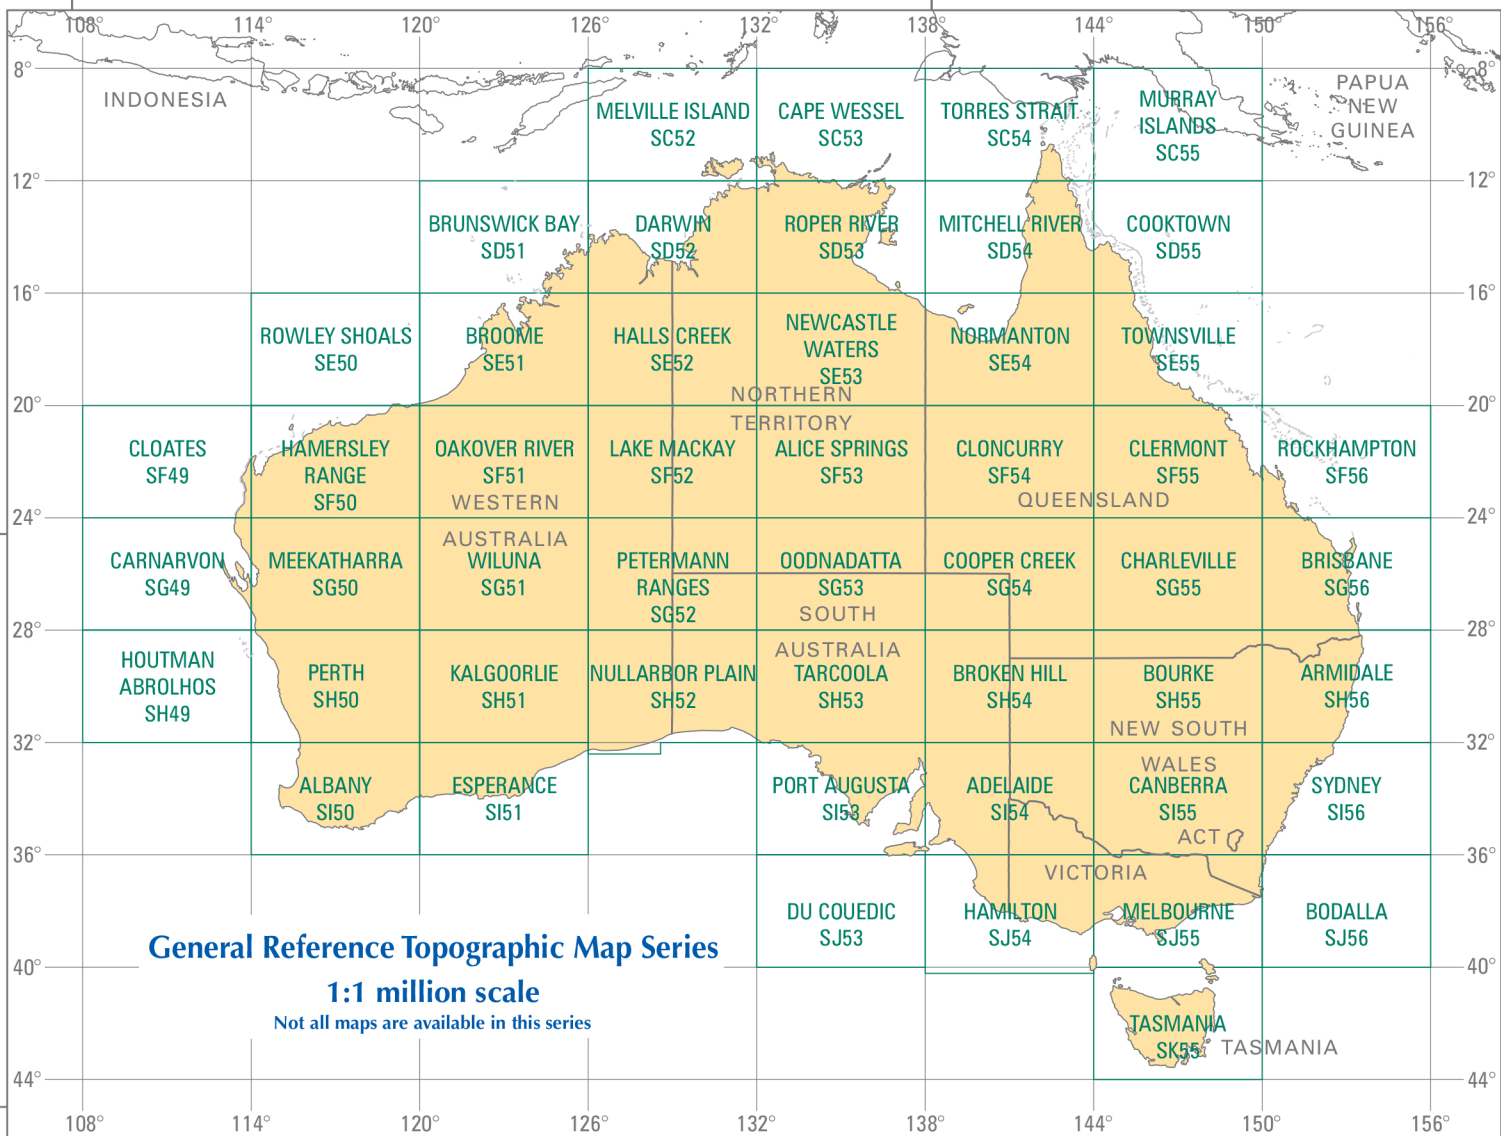 108° 114° 120° 126° 132° 138° 144° 150° 156°
8° 8°
INDONESIA
PAPUA
NEW
GUINEA
MELVILLE ISLAND
SC52
CAPE WESSEL
SC53
TORRES STRAIT
SC54
MURRAY
ISLANDS
SC55
12° 12°
BRUNSWICK BAY
SD51
DARWIN
SD52
ROPER RIVER
SD53
MITCHELL RIVER
SD54
COOKTOWN
SD55
16° 16°
ROWLEY SHOALS
SE50
BROOME
SE51
HALLS CREEK
SE52
NEWCASTLE
WATERS
SE53
NORMANTON
SE54
TOWNSVILLE
SE55
NORTHERN
TERRITORY
20° 20°
CLOATES
SF49
HAMERSLEY
RANGE
SF50
OAKOVER RIVER
SF51
LAKE MACKAY
SF52
ALICE SPRINGS
SF53
CLONCURRY
SF54
CLERMONT
SF55
ROCKHAMPTON
SF56
WESTERN
AUSTRALIA
QUEENSLAND
24° 24°
CARNARVON
SG49
MEEKATHARRA
SG50
WILUNA
SG51
PETERMANN
RANGES
SG52
OODNADATTA
SG53
COOPER CREEK
SG54
CHARLEVILLE
SG55
BRISBANE
SG56
SOUTH
AUSTRALIA
28° 28°
HOUTMAN
ABROLHOS
SH49
PERTH
SH50
KALGOORLIE
SH51
NULLARBOR PLAIN
SH52
TARCOOLA
SH53
BROKEN HILL
SH54
BOURKE
SH55
ARMIDALE
SH56
NEW SOUTH
WALES
32° 32°
ALBANY
SI50
ESPERANCE
SI51
PORT AUGUSTA
SI53
ADELAIDE
SI54
CANBERRA
SI55
SYDNEY
SI56
ACT
36° 36°
VICTORIA
DU COUEDIC
SJ53
HAMILTON
SJ54
MELBOURNE
SJ55
BODALLA
SJ56
General Reference Topographic Map Series
1:1 million scale
Not all maps are available in this series
40° 40°
TASMANIA
SK55
TASMANIA
44° 44°
108° 114° 120° 126° 132° 138° 144° 150° 156°